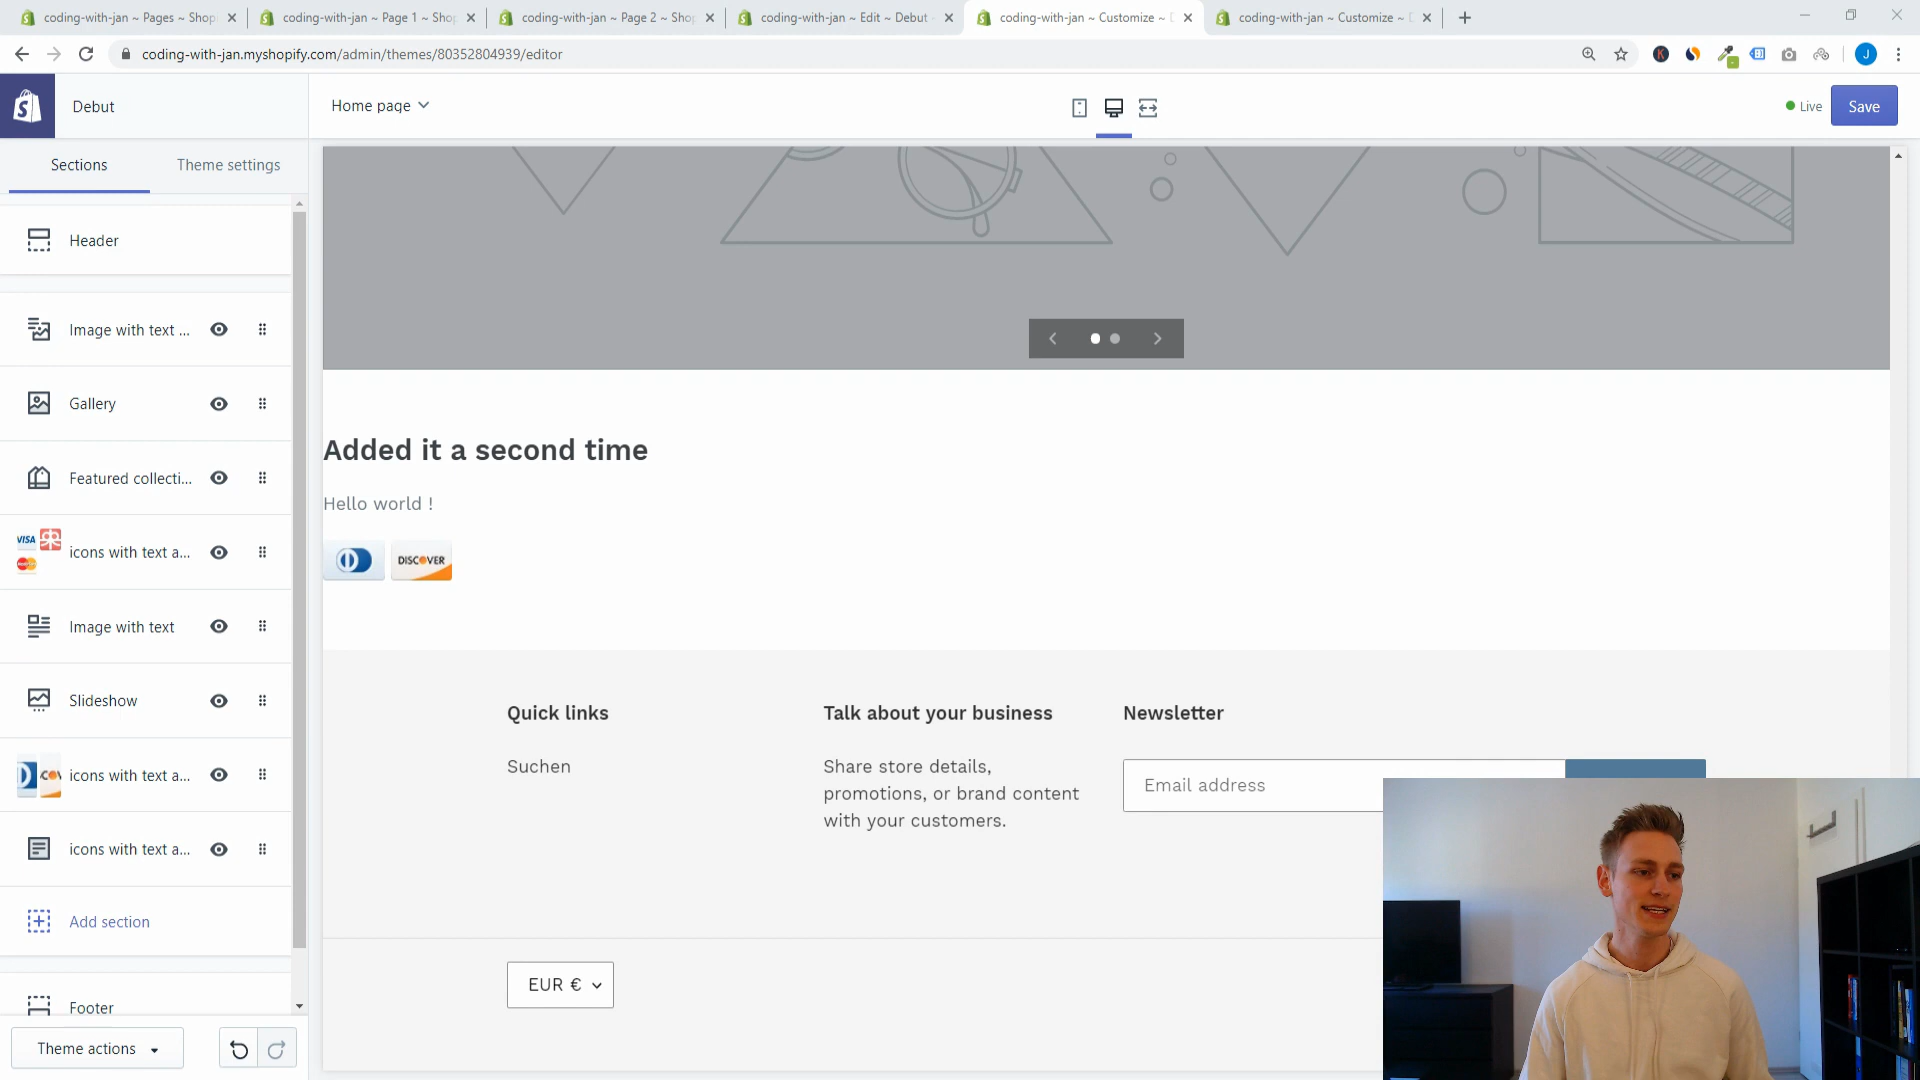 coding-with-jan ~ Pages ~ Shop
coding-with-jan ~ Page 1 ~ Shop
coding-with-jan ~ Page 2 ~ Shop
coding-with-jan ~ Edit ~ Debut
coding-with-jan ~ Customize ~ D
coding-with-jan ~ Customize ~ D
coding-with-jan.myshopify.com/admin/themes/80352804939/editor
K
J
Debut
Home page
Live
Save
Sections
Theme settings
Header
Image with text ...
Gallery
Featured collecti...
VISA
icons with text a...
Image with text
Slideshow
icons with text a...
icons with text a...
Add section
Footer
Theme actions
Added it a second time
Hello world !
DISCOVER
Quick links
Suchen
Talk about your business
Share store details,
promotions, or brand content
with your customers.
Newsletter
Email address
EUR €